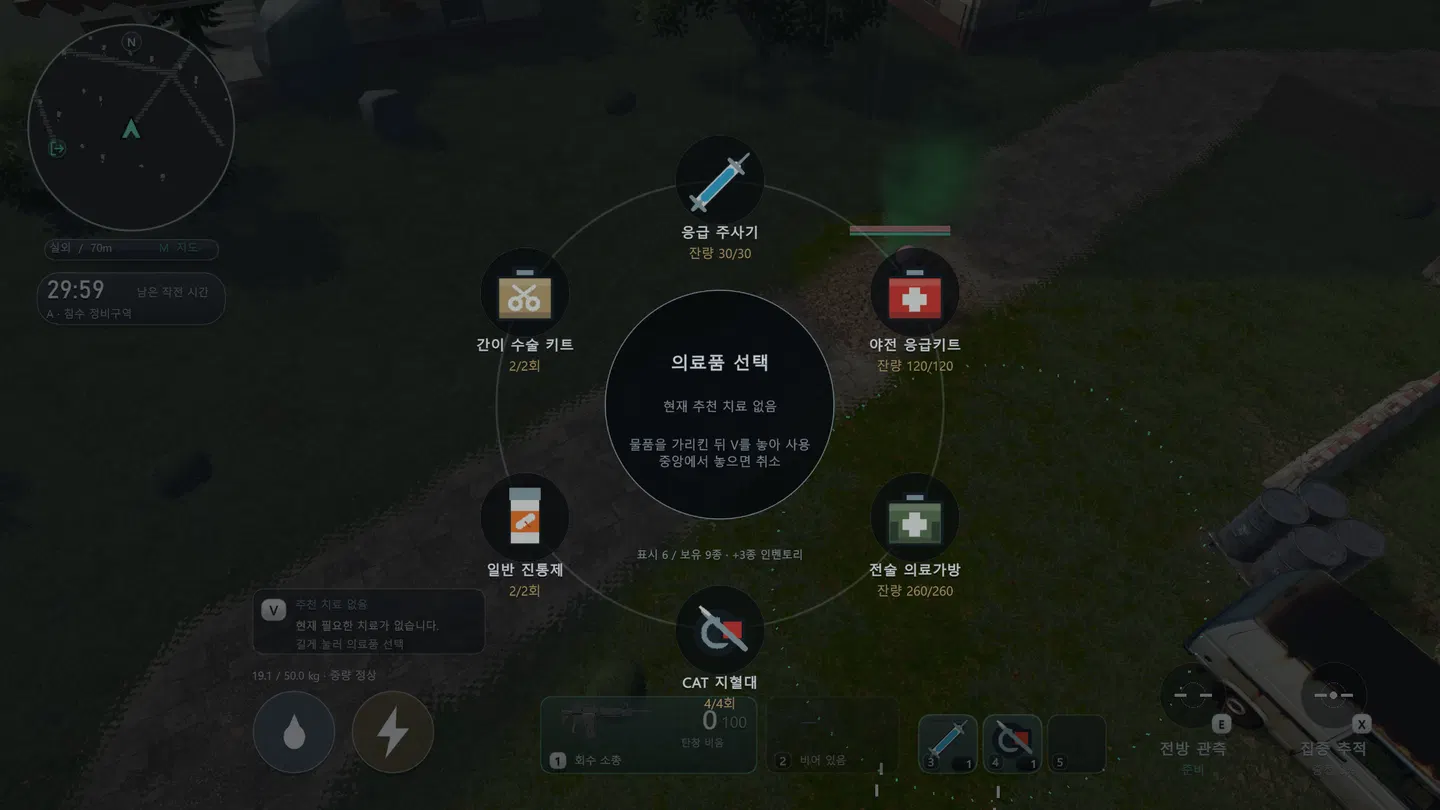 N
실외 / 70m
M 지도
29:59
남은 작전 시간
A · 침수 정비구역
응급 주사기
잔량 30/30
간이 수술 키트
2/2회
야전 응급키트
잔량 120/120
의료품 선택
현재 추천 치료 없음
물품을 가리킨 뒤 V를 놓아 사용
중앙에서 놓으면 취소
일반 진통제
2/2회
전술 의료가방
잔량 260/260
표시 6 / 보유 9종 · +3종 인벤토리
CAT 지혈대
4/4회
V
추천 치료 없음
현재 필요한 치료가 없습니다.
길게 눌러 의료품 선택
19.1 / 50.0 kg · 중량 정상
0 100
탄창 비움
1 회수 소총
2 비어 있음
3 1
4 1
5
E
전방 관측
준비
X
집중 추적